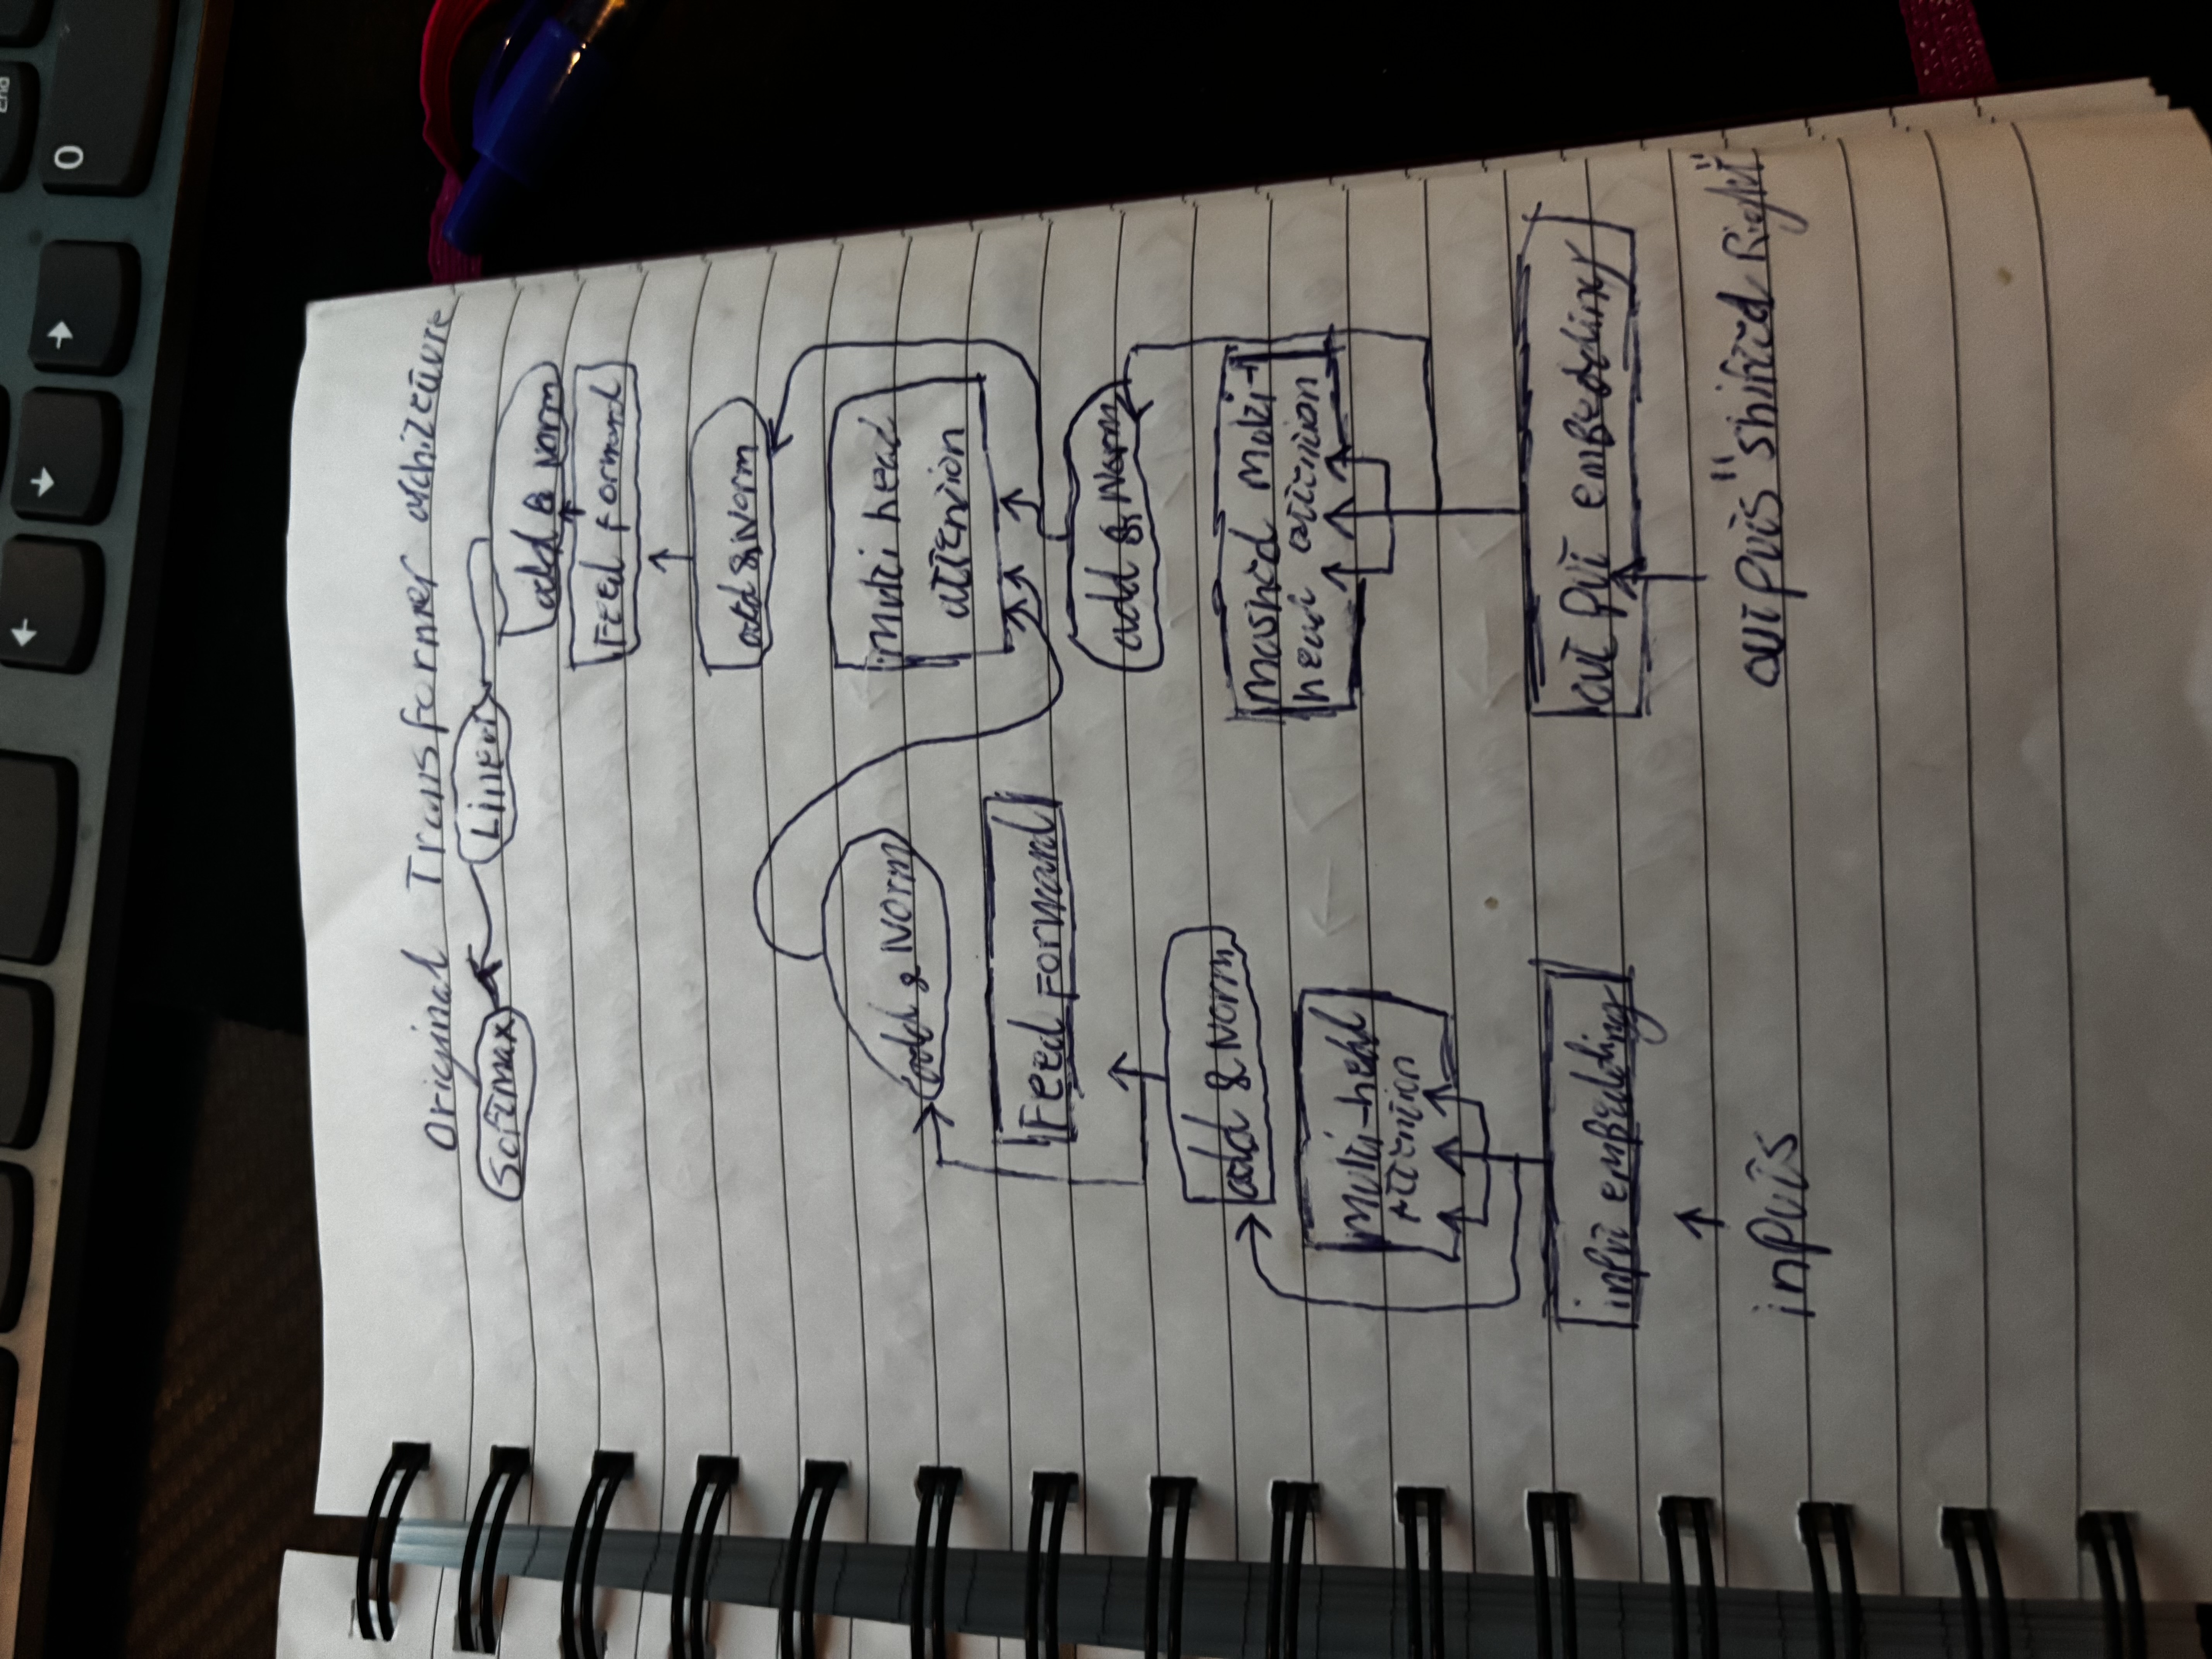 End
0
Original Transformer architecture
Softmax
Linear
add & Norm
Feed Forward
add & Norm
add & Norm
Multi head
attention
Feed Forward
add & Norm
add & Norm
Masked Multi-
head attention
Multi-head
Attention
input embedding
out put embedding
inputs
outputs "shifted Right"